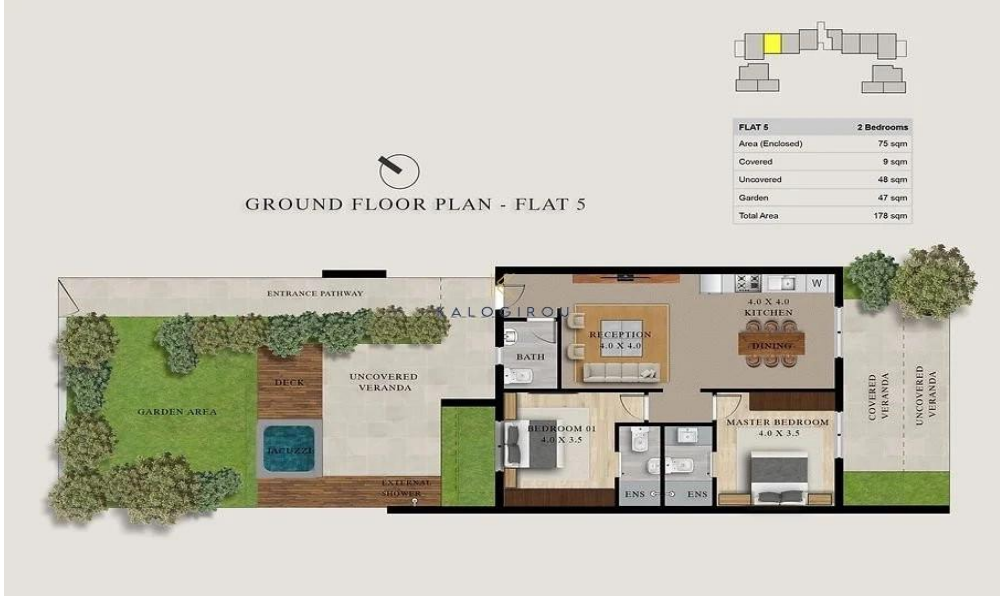 FLAT 5 2 Bedrooms
Area (Enclosed) 75 sqm
Covered 9 sqm
Uncovered 48 sqm
Garden 47 sqm
Total Area 178 sqm
GROUND FLOOR PLAN - FLAT 5
ENTRANCE PATHWAY
KALOGIROU
W
4.0 X 4.0
KITCHEN
RECEPTION
4.0 X 4.0
DINING
BATH
UNCOVERED
VERANDA
DECK
GARDEN AREA
COVERED
VERANDA
UNCOVERED
VERANDA
BEDROOM 01
4.0 X 3.5
MASTER BEDROOM
4.0 X 3.5
JACUZZI
EXTERNAL
SHOWER
ENS
ENS